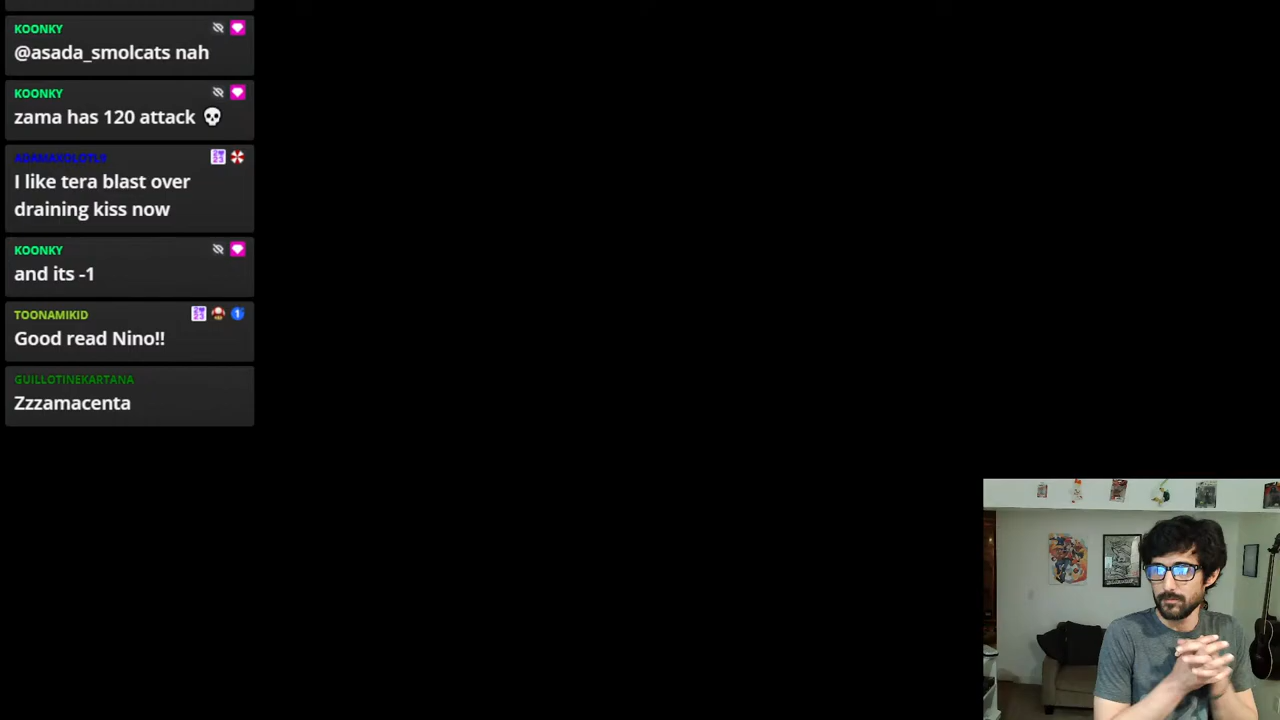 KOONKY
@asada_smolcats nah
KOONKY
zama has 120 attack 💀
I like tera blast over
draining kiss now
KOONKY
and its -1
TOONAMIKID
Good read Nino!!
GUILLOTINEKARTANA
Zzzamacenta